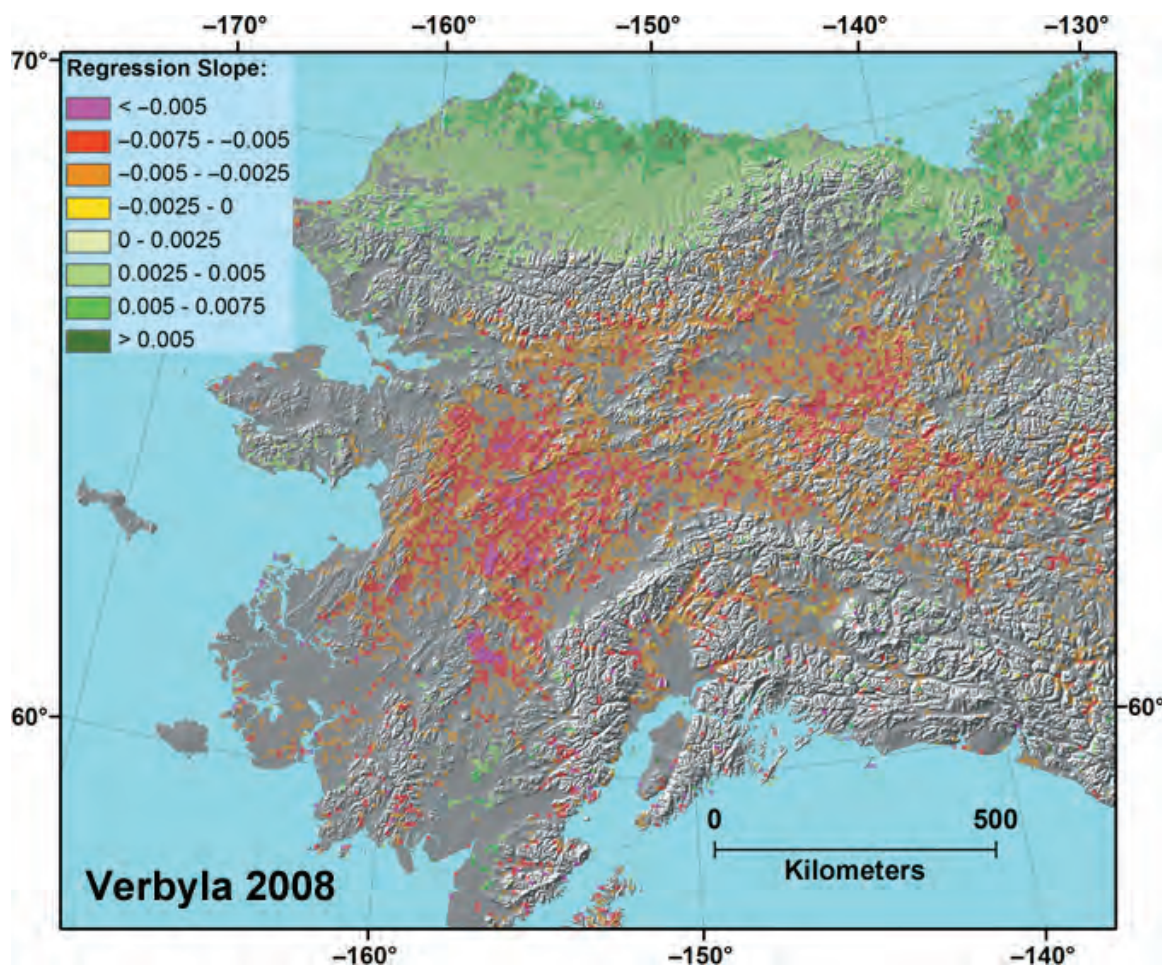 −170° −160° −150° −140° −130°
70°
Regression Slope:
< −0.005
−0.0075 - −0.005
−0.005 - −0.0025
−0.0025 - 0
0 - 0.0025
0.0025 - 0.005
0.005 - 0.0075
> 0.005
60° 60°
0 500
Kilometers
Verbyla 2008
−160° −150° −140°